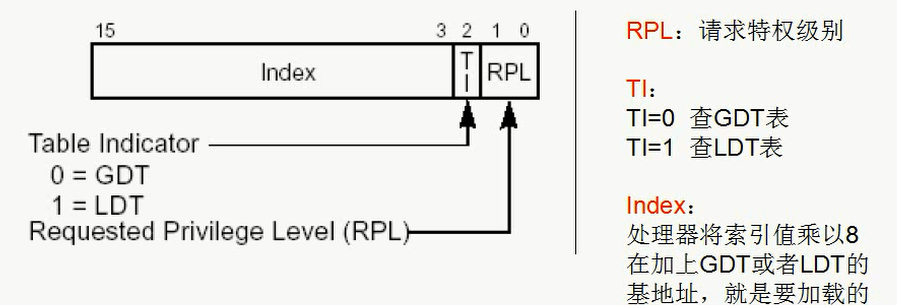 15 3 2 1 0
Index TI RPL
Table Indicator
0 = GDT
1 = LDT
Requested Privilege Level (RPL)
RPL：请求特权级别
TI：
TI=0 查GDT表
TI=1 查LDT表
Index：
处理器将索引值乘以8
在加上GDT或者LDT的
基地址，就是要加载的